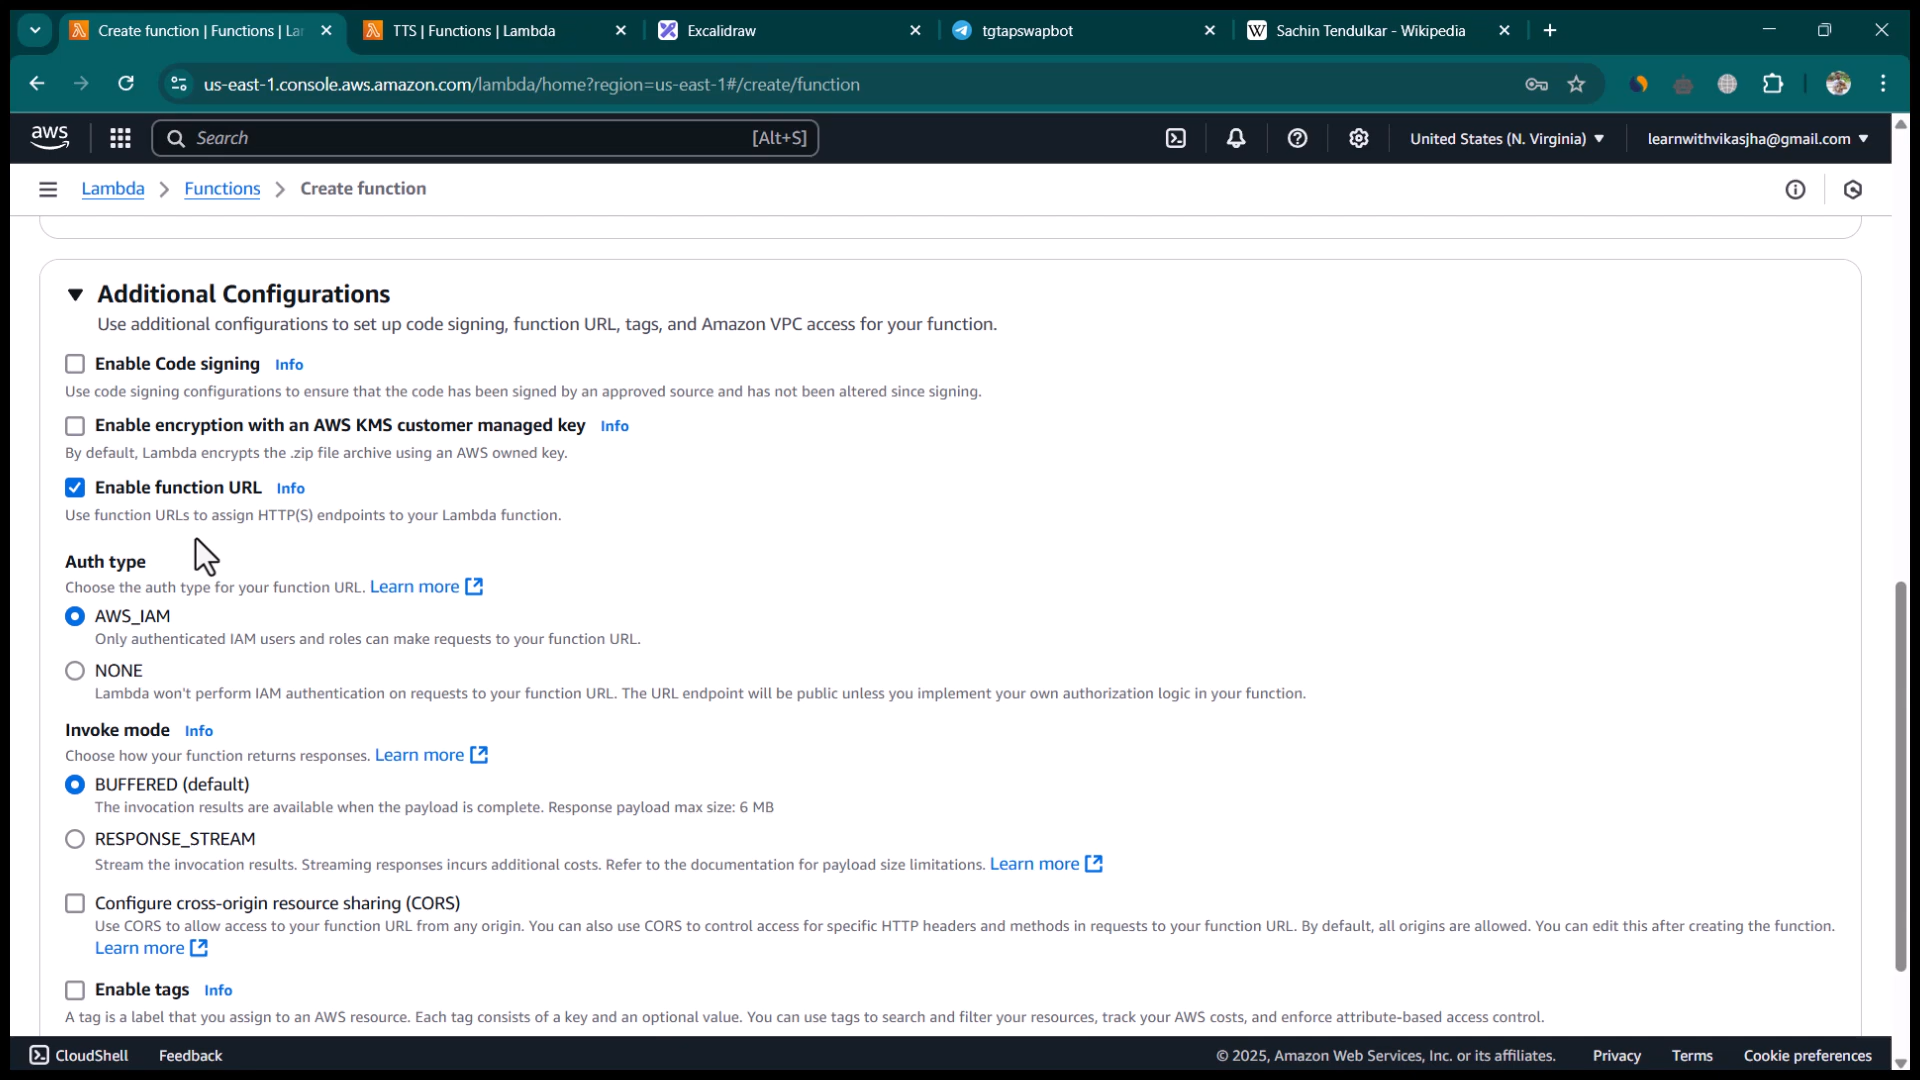 Create function | Functions | La
TTS | Functions | Lambda
Excalidraw
tgtapswapbot
W Sachin Tendulkar - Wikipedia
us-east-1.console.aws.amazon.com/lambda/home?region=us-east-1#/create/function
aws
Search
[Alt+S]
United States (N. Virginia)
learnwithvikasjha@gmail.com
Lambda
Functions
Create function
Additional Configurations
Use additional configurations to set up code signing, function URL, tags, and Amazon VPC access for your function.
Enable Code signing Info
Use code signing configurations to ensure that the code has been signed by an approved source and has not been altered since signing.
Enable encryption with an AWS KMS customer managed key Info
By default, Lambda encrypts the .zip file archive using an AWS owned key.
Enable function URL Info
Use function URLs to assign HTTP(S) endpoints to your Lambda function.
Auth type
Choose the auth type for your function URL. Learn more
AWS_IAM
Only authenticated IAM users and roles can make requests to your function URL.
NONE
Lambda won't perform IAM authentication on requests to your function URL. The URL endpoint will be public unless you implement your own authorization logic in your function.
Invoke mode Info
Choose how your function returns responses. Learn more
BUFFERED (default)
The invocation results are available when the payload is complete. Response payload max size: 6 MB
RESPONSE_STREAM
Stream the invocation results. Streaming responses incurs additional costs. Refer to the documentation for payload size limitations. Learn more
Configure cross-origin resource sharing (CORS)
Use CORS to allow access to your function URL from any origin. You can also use CORS to control access for specific HTTP headers and methods in requests to your function URL. By default, all origins are allowed. You can edit this after creating the function.
Learn more
Enable tags Info
A tag is a label that you assign to an AWS resource. Each tag consists of a key and an optional value. You can use tags to search and filter your resources, track your AWS costs, and enforce attribute-based access control.
CloudShell
Feedback
© 2025, Amazon Web Services, Inc. or its affiliates.
Privacy
Terms
Cookie preferences